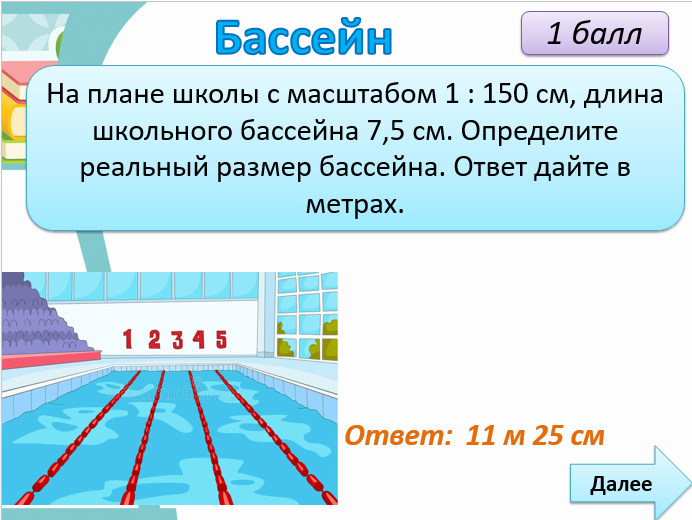 Бассейн
1 балл
На плане школы с масштабом 1 : 150 см, длина
школьного бассейна 7,5 см. Определите
реальный размер бассейна. Ответ дайте в
метрах.
1 2 3 4 5
Ответ: 11 м 25 см
Далее